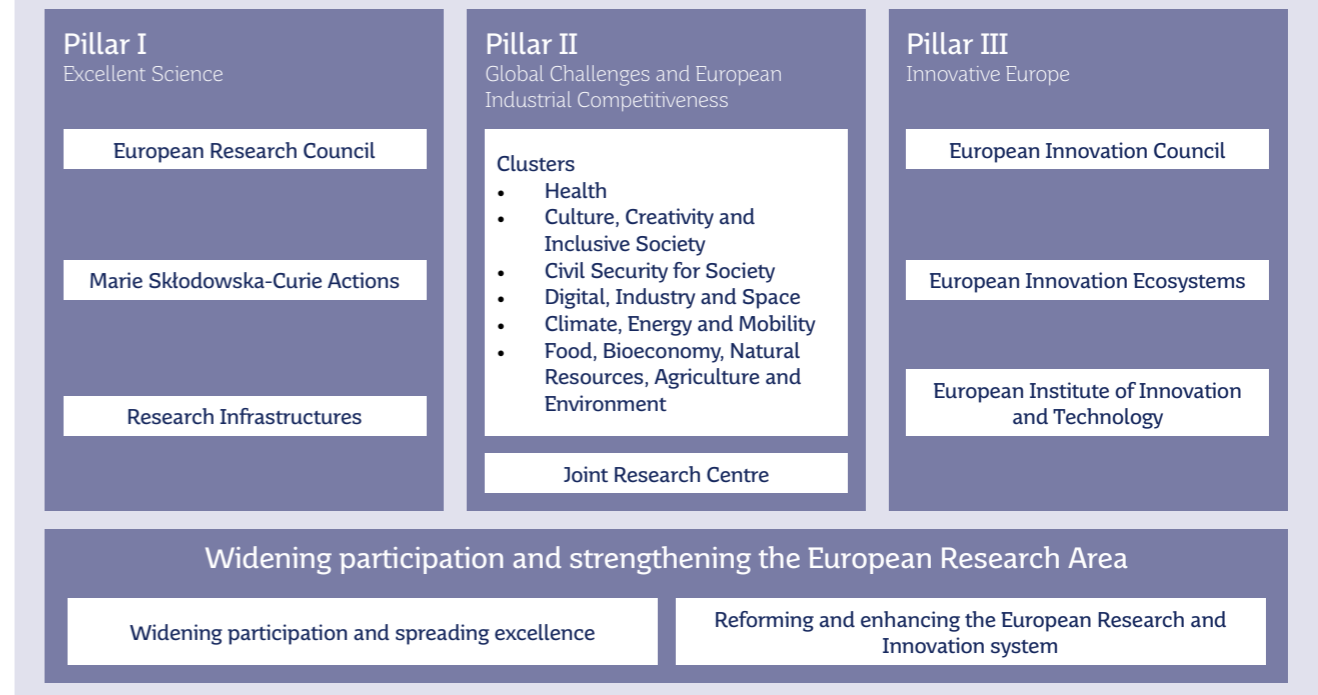 Pillar I
Excellent Science
European Research Council
Marie Skłodowska-Curie Actions
Research Infrastructures
Pillar II
Global Challenges and European
Industrial Competitiveness
Clusters
• Health
• Culture, Creativity and
Inclusive Society
• Civil Security for Society
• Digital, Industry and Space
• Climate, Energy and Mobility
• Food, Bioeconomy, Natural
Resources, Agriculture and
Environment
Joint Research Centre
Pillar III
Innovative Europe
European Innovation Council
European Innovation Ecosystems
European Institute of Innovation
and Technology
Widening participation and strengthening the European Research Area
Widening participation and spreading excellence
Reforming and enhancing the European Research and
Innovation system